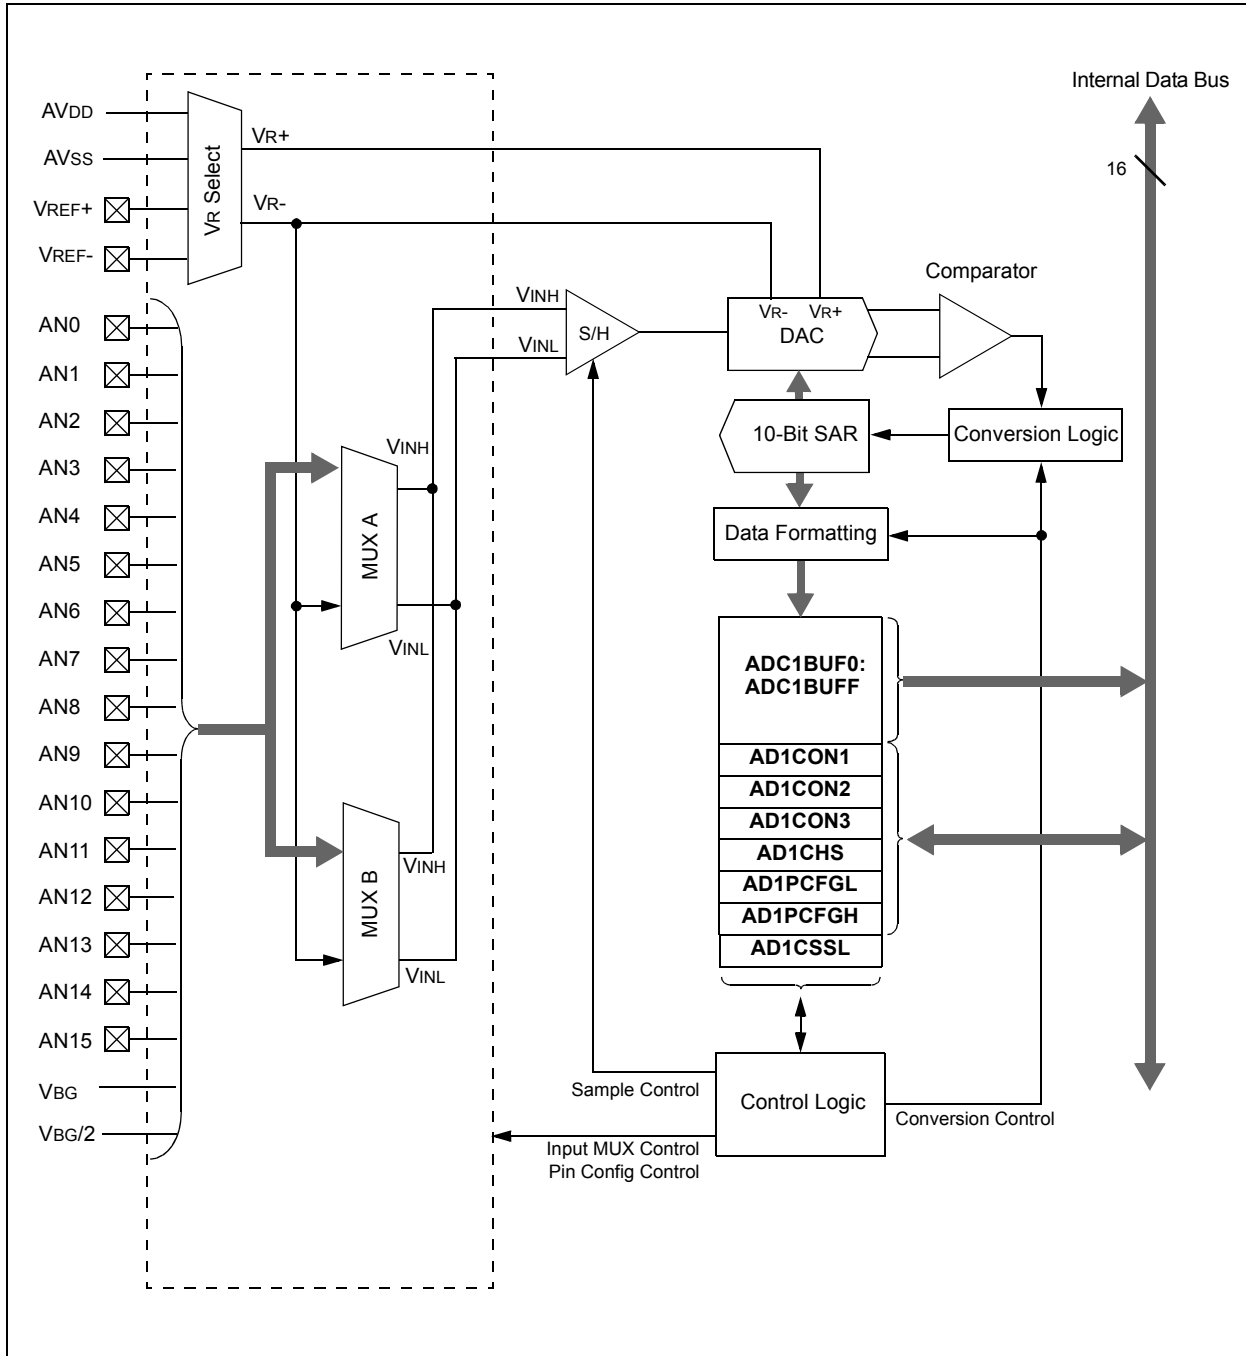 Internal Data Bus
16
AVDD
AVSS
VREF+
VREF-
VR Select
VR+
VR-
AN0
AN1
AN2
AN3
AN4
AN5
AN6
AN7
AN8
AN9
AN10
AN11
AN12
AN13
AN14
AN15
VBG
VBG/2
MUX A
VINH
VINL
MUX B
VINH
VINL
VINH
VINL
S/H
VR- VR+
DAC
Comparator
10-Bit SAR
Conversion Logic
Data Formatting
ADC1BUF0:
ADC1BUFF
AD1CON1
AD1CON2
AD1CON3
AD1CHS
AD1PCFGL
AD1PCFGH
AD1CSSL
Control Logic
Sample Control
Input MUX Control
Pin Config Control
Conversion Control